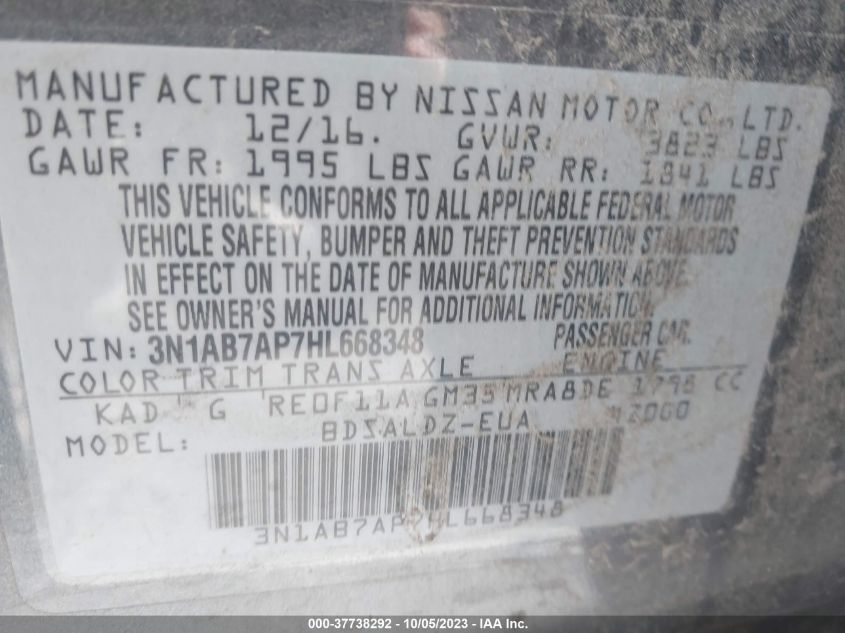 MANUFACTURED BY NISSAN MOTOR CO., LTD.
DATE: 12/16. GVWR: 3823 LBS
GAWR FR: 1995 LBS GAWR RR: 1841 LBS
THIS VEHICLE CONFORMS TO ALL APPLICABLE FEDERAL MOTOR
VEHICLE SAFETY, BUMPER AND THEFT PREVENTION STANDARDS
IN EFFECT ON THE DATE OF MANUFACTURE SHOWN ABOVE.
SEE OWNER'S MANUAL FOR ADDITIONAL INFORMATION.
VIN: 3N1AB7AP7HL668348 PASSENGER CAR.
COLOR TRIM TRANS AXLE ENGINE
KAD G RE0F11A GM35 MRA8DE 1798 CC
MODEL: BDSALDZ-EUA
3N1AB7AP7HL668348
000-37738292 - 10/05/2023 - IAA Inc.